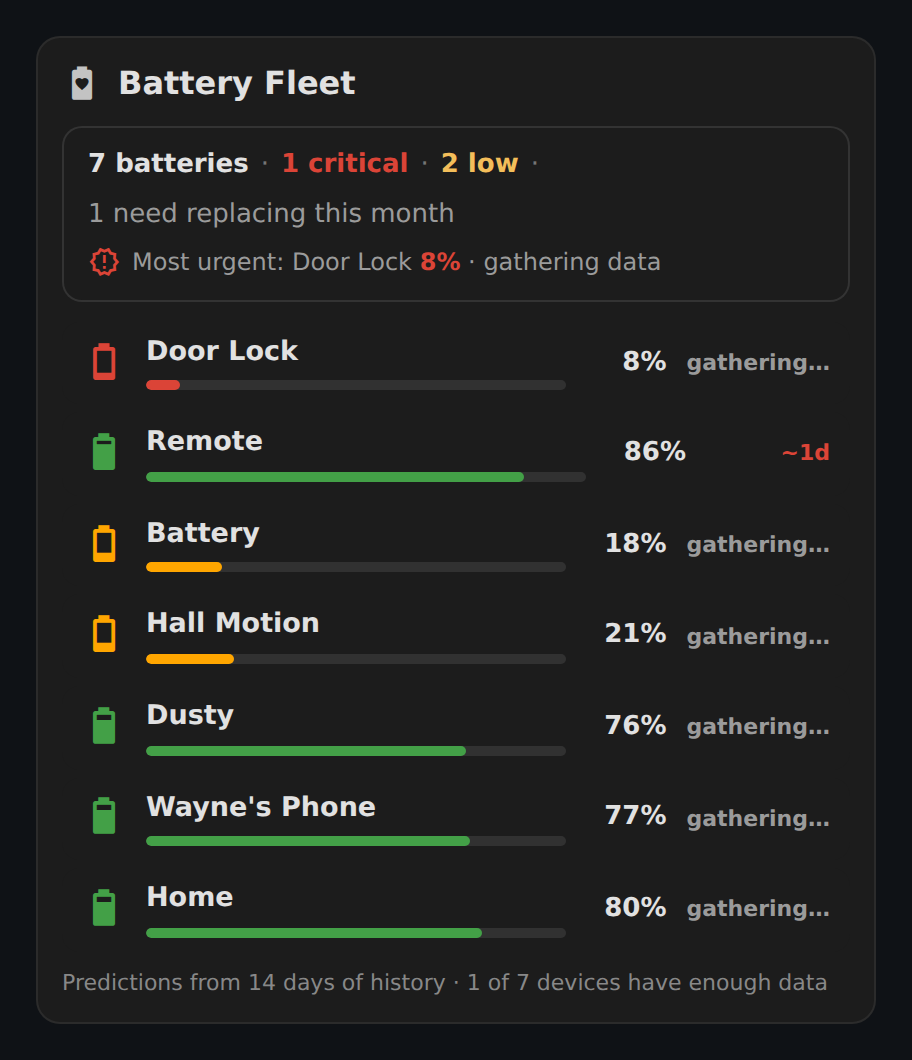 Battery Fleet
7 batteries · 1 critical · 2 low ·
1 need replacing this month
Most urgent: Door Lock 8% · gathering data
Door Lock 8% gathering…
Remote 86% ~1d
Battery 18% gathering…
Hall Motion 21% gathering…
Dusty 76% gathering…
Wayne's Phone 77% gathering…
Home 80% gathering…
Predictions from 14 days of history · 1 of 7 devices have enough data